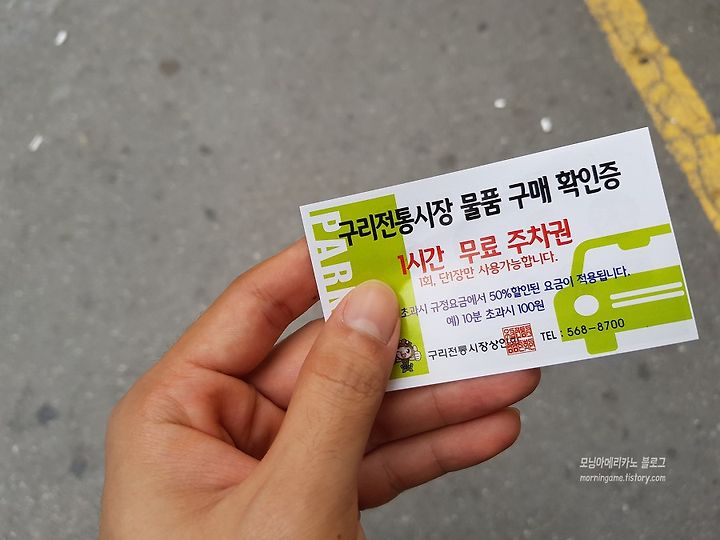 PAR
구리전통시장 물품 구매 확인증
1시간 무료 주차권
1회, 단1장만 사용가능합니다.
초과시 규정요금에서 50%할인된 요금이 적용됩니다.
예) 10분 초과시 100원
구리전통시장상인회
TEL : 568-8700
모닝아메리카노 블로그
morningame.tistory.com